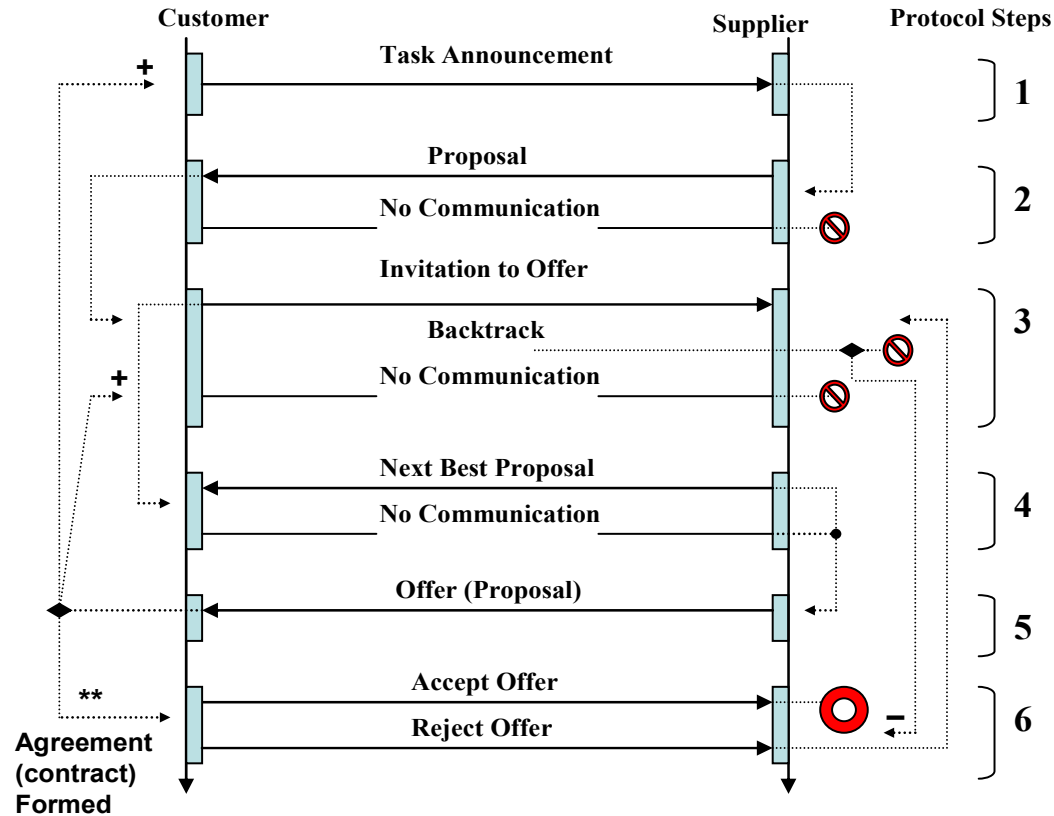 Customer
Supplier
Protocol Steps
Task Announcement
+
1
Proposal
No Communication
2
Invitation to Offer
Backtrack
No Communication
+
3
Next Best Proposal
No Communication
4
Offer (Proposal)
5
**
Accept Offer
Reject Offer
–
6
Agreement
(contract)
Formed